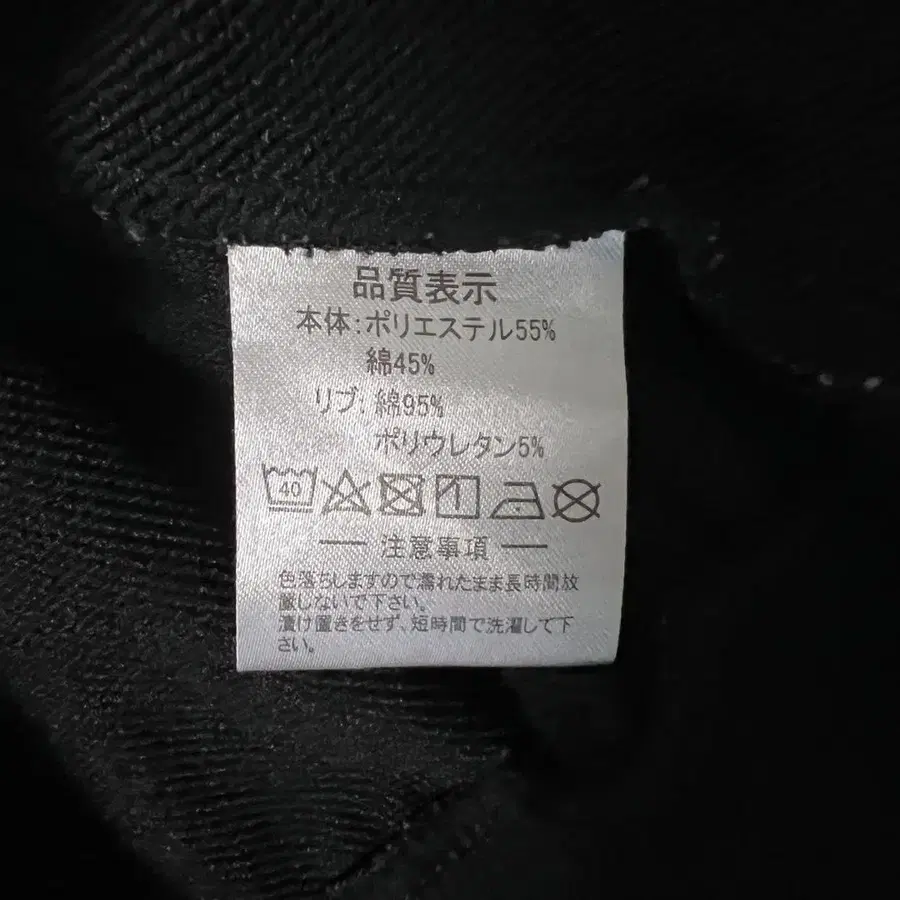 品質表示
本体:ポリエステル55%
綿45%
リブ:綿95%
ポリウレタン5%
40
注意事項
色落ちしますので濡れたまま長時間放
置しないで下さい。
漬け置きをせず、短時間で洗濯して下
さい。